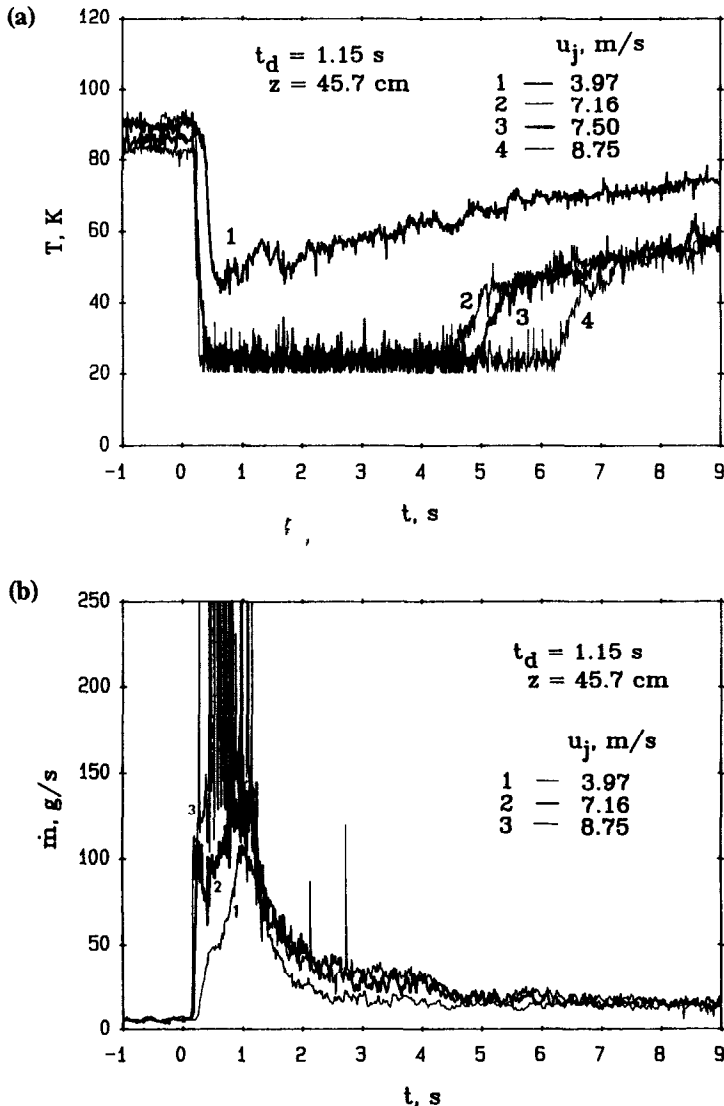 (a)
t_d = 1.15 s
z = 45.7 cm
u_j, m/s
1 — 3.97
2 — 7.16
3 — 7.50
4 — 8.75
T, K
120
100
80
60
40
20
0
1
2
3
4
-1 0 1 2 3 4 5 6 7 8 9
t, s
(b)
t_d = 1.15 s
z = 45.7 cm
u_j, m/s
1 — 3.97
2 — 7.16
3 — 8.75
ṁ, g/s
250
200
150
100
50
0
3
2
1
-1 0 1 2 3 4 5 6 7 8 9
t, s